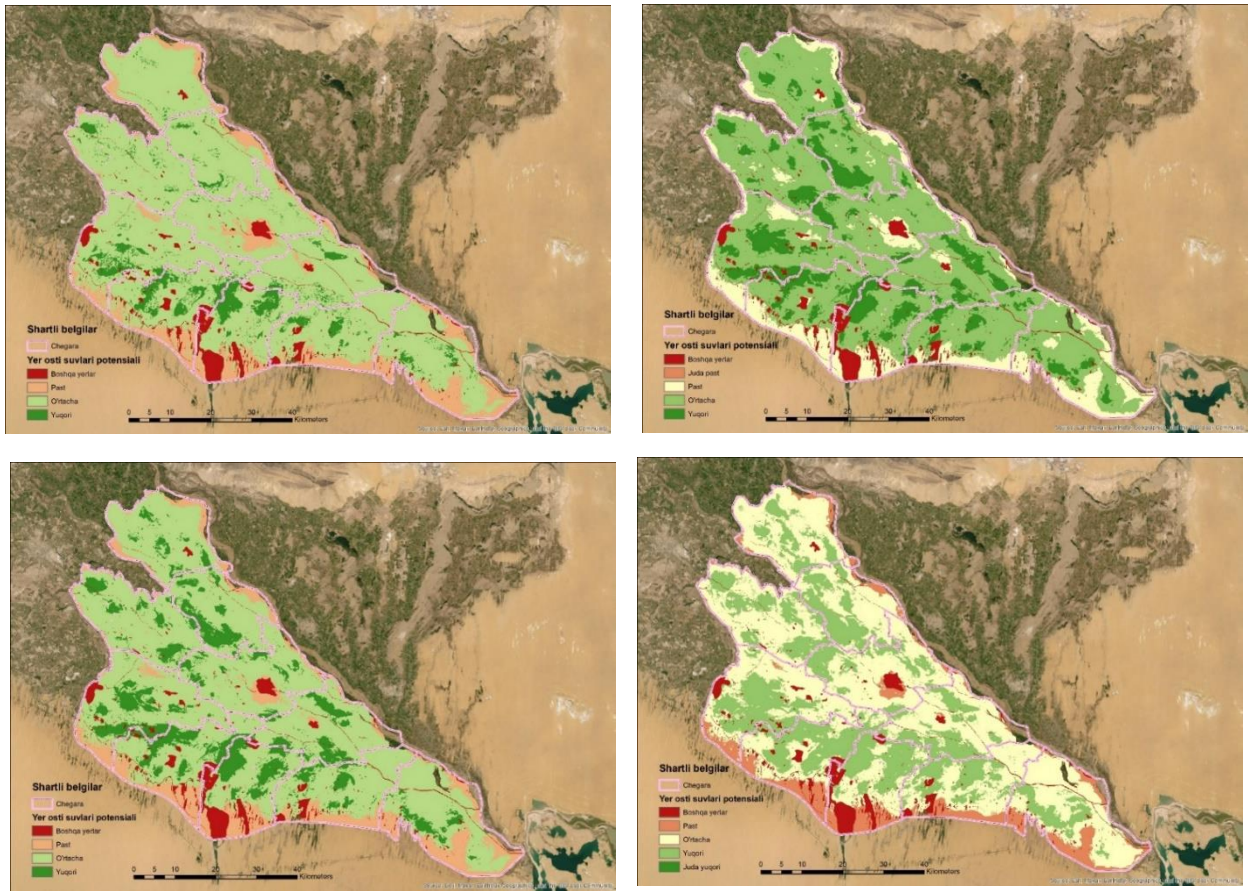 Shartli belgilar
Chegara
Yer osti suvlari potensiali
Boshqa yerlar
Past
O'rtacha
Yuqori
0 5 10 20 30 40
Kilometers
Shartli belgilar
Chegara
Yer osti suvlari potensiali
Boshqa yerlar
Juda past
Past
O'rtacha
Yuqori
0 5 10 20 30 40
Kilometers
Shartli belgilar
Chegara
Yer osti suvlari potensiali
Boshqa yerlar
Past
O'rtacha
Yuqori
0 5 10 20 30 40
Kilometers
Shartli belgilar
Chegara
Yer osti suvlari potensiali
Boshqa yerlar
Past
O'rtacha
Yuqori
Juda yuqori
0 5 10 20 30 40
Kilometers